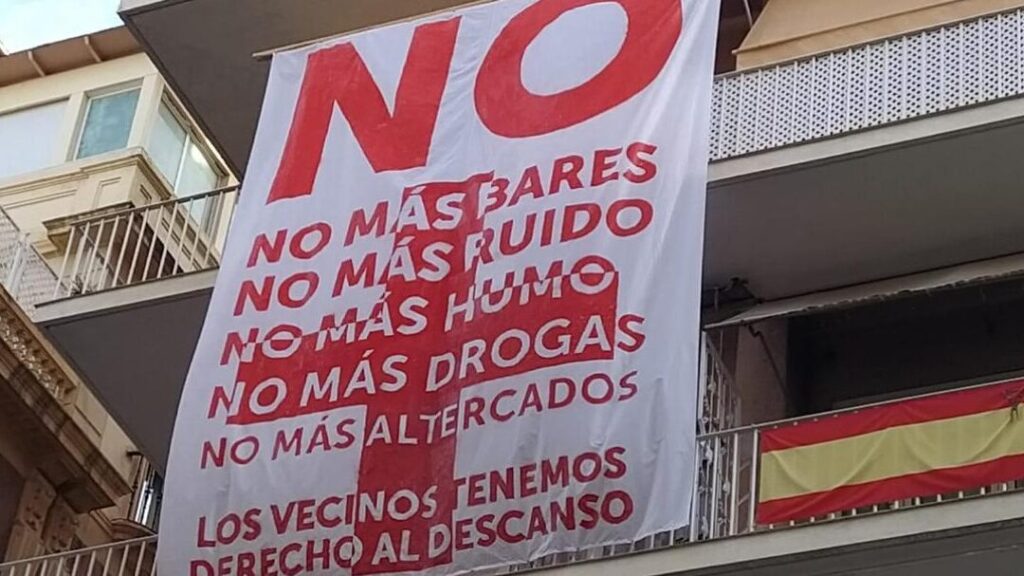 NO
NO MÁS BARES
NO MÁS RUIDO
NO MÁS HUMO
NO MÁS DROGAS
NO MÁS ALTERCADOS
LOS VECINOS TENEMOS
DERECHO AL DESCANSO